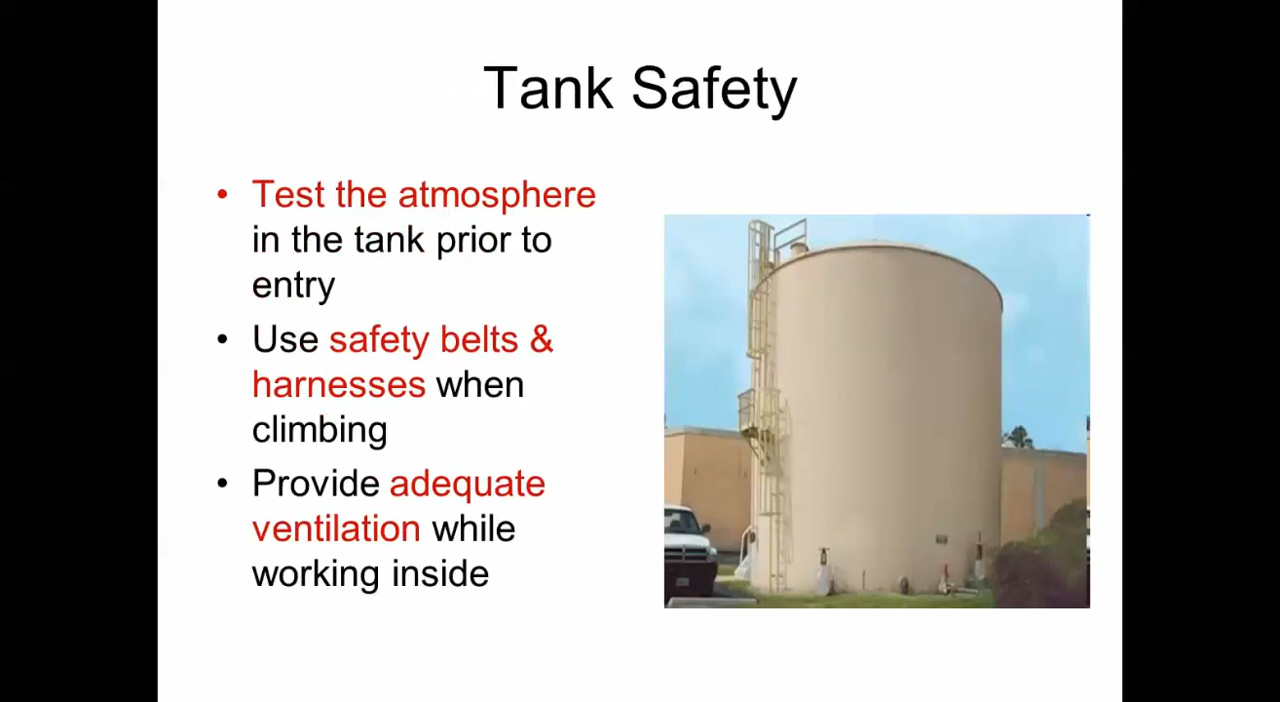 Tank Safety
• Test the atmosphere
in the tank prior to
entry
• Use safety belts &
harnesses when
climbing
• Provide adequate
ventilation while
working inside